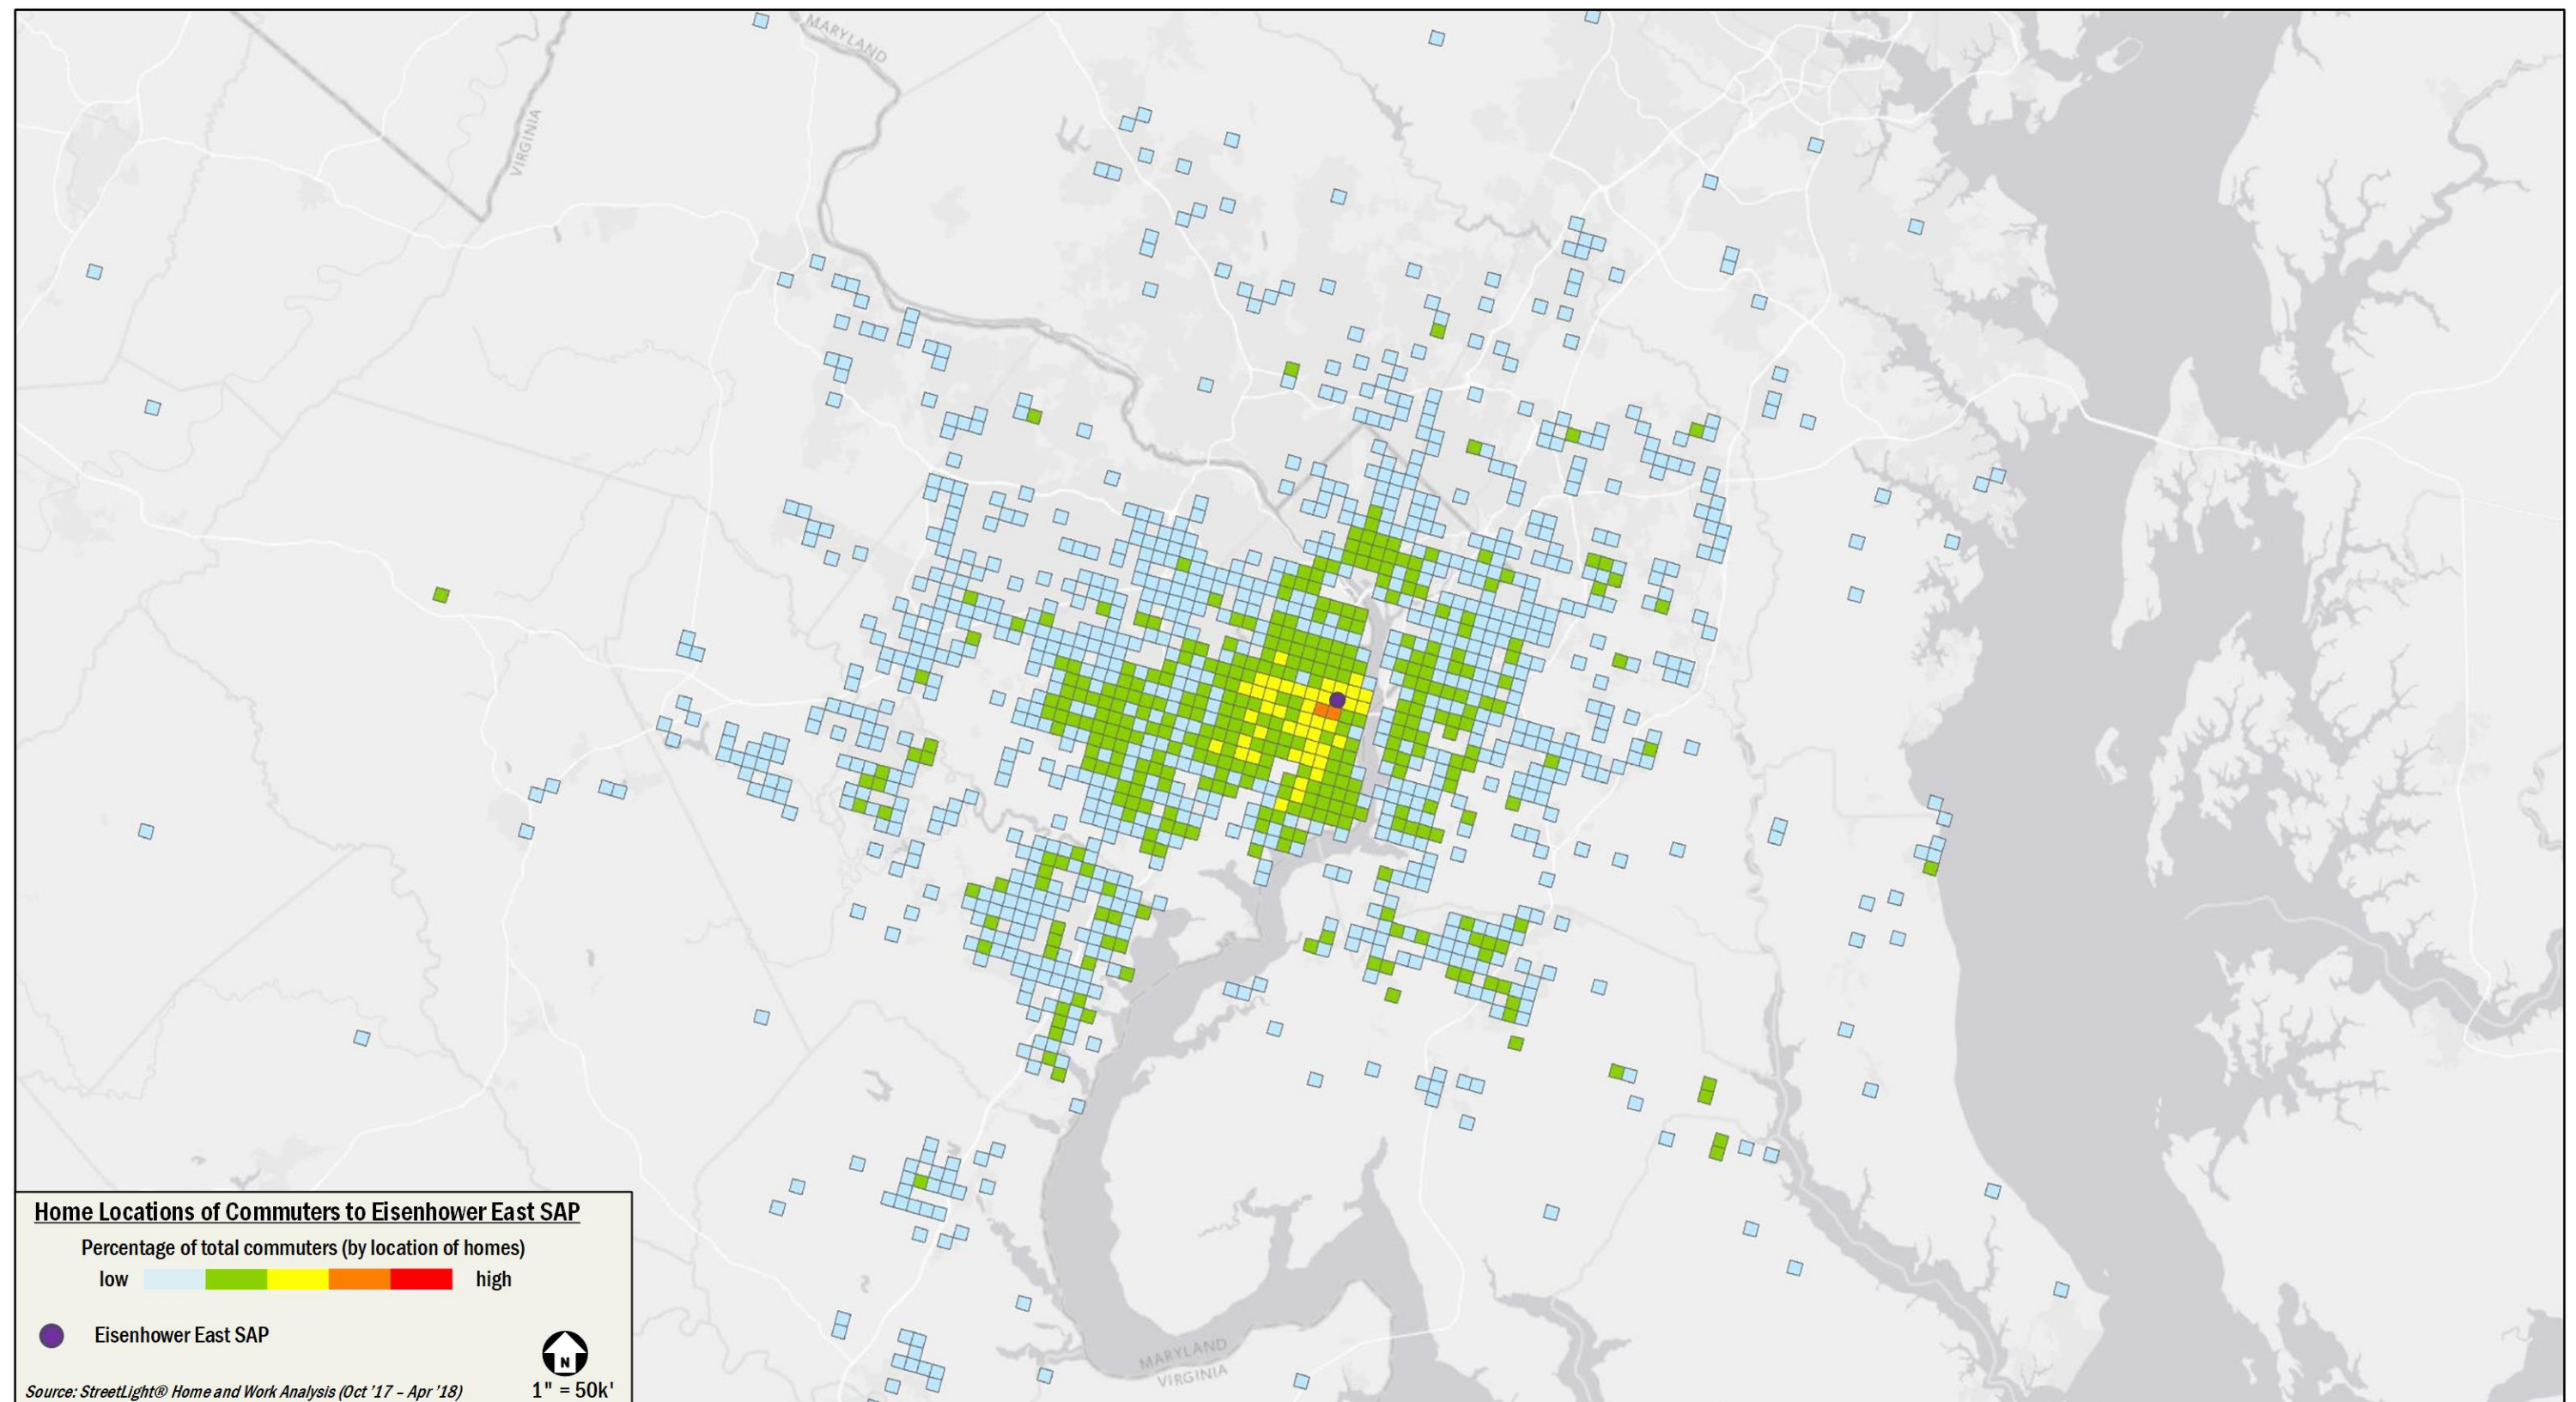 MARYLAND
VIRGINIA
Home Locations of Commuters to Eisenhower East SAP
Percentage of total commuters (by location of homes)
low high
Eisenhower East SAP
N
Source: StreetLight® Home and Work Analysis (Oct '17 – Apr '18)
1" = 50k'
MARYLAND
VIRGINIA